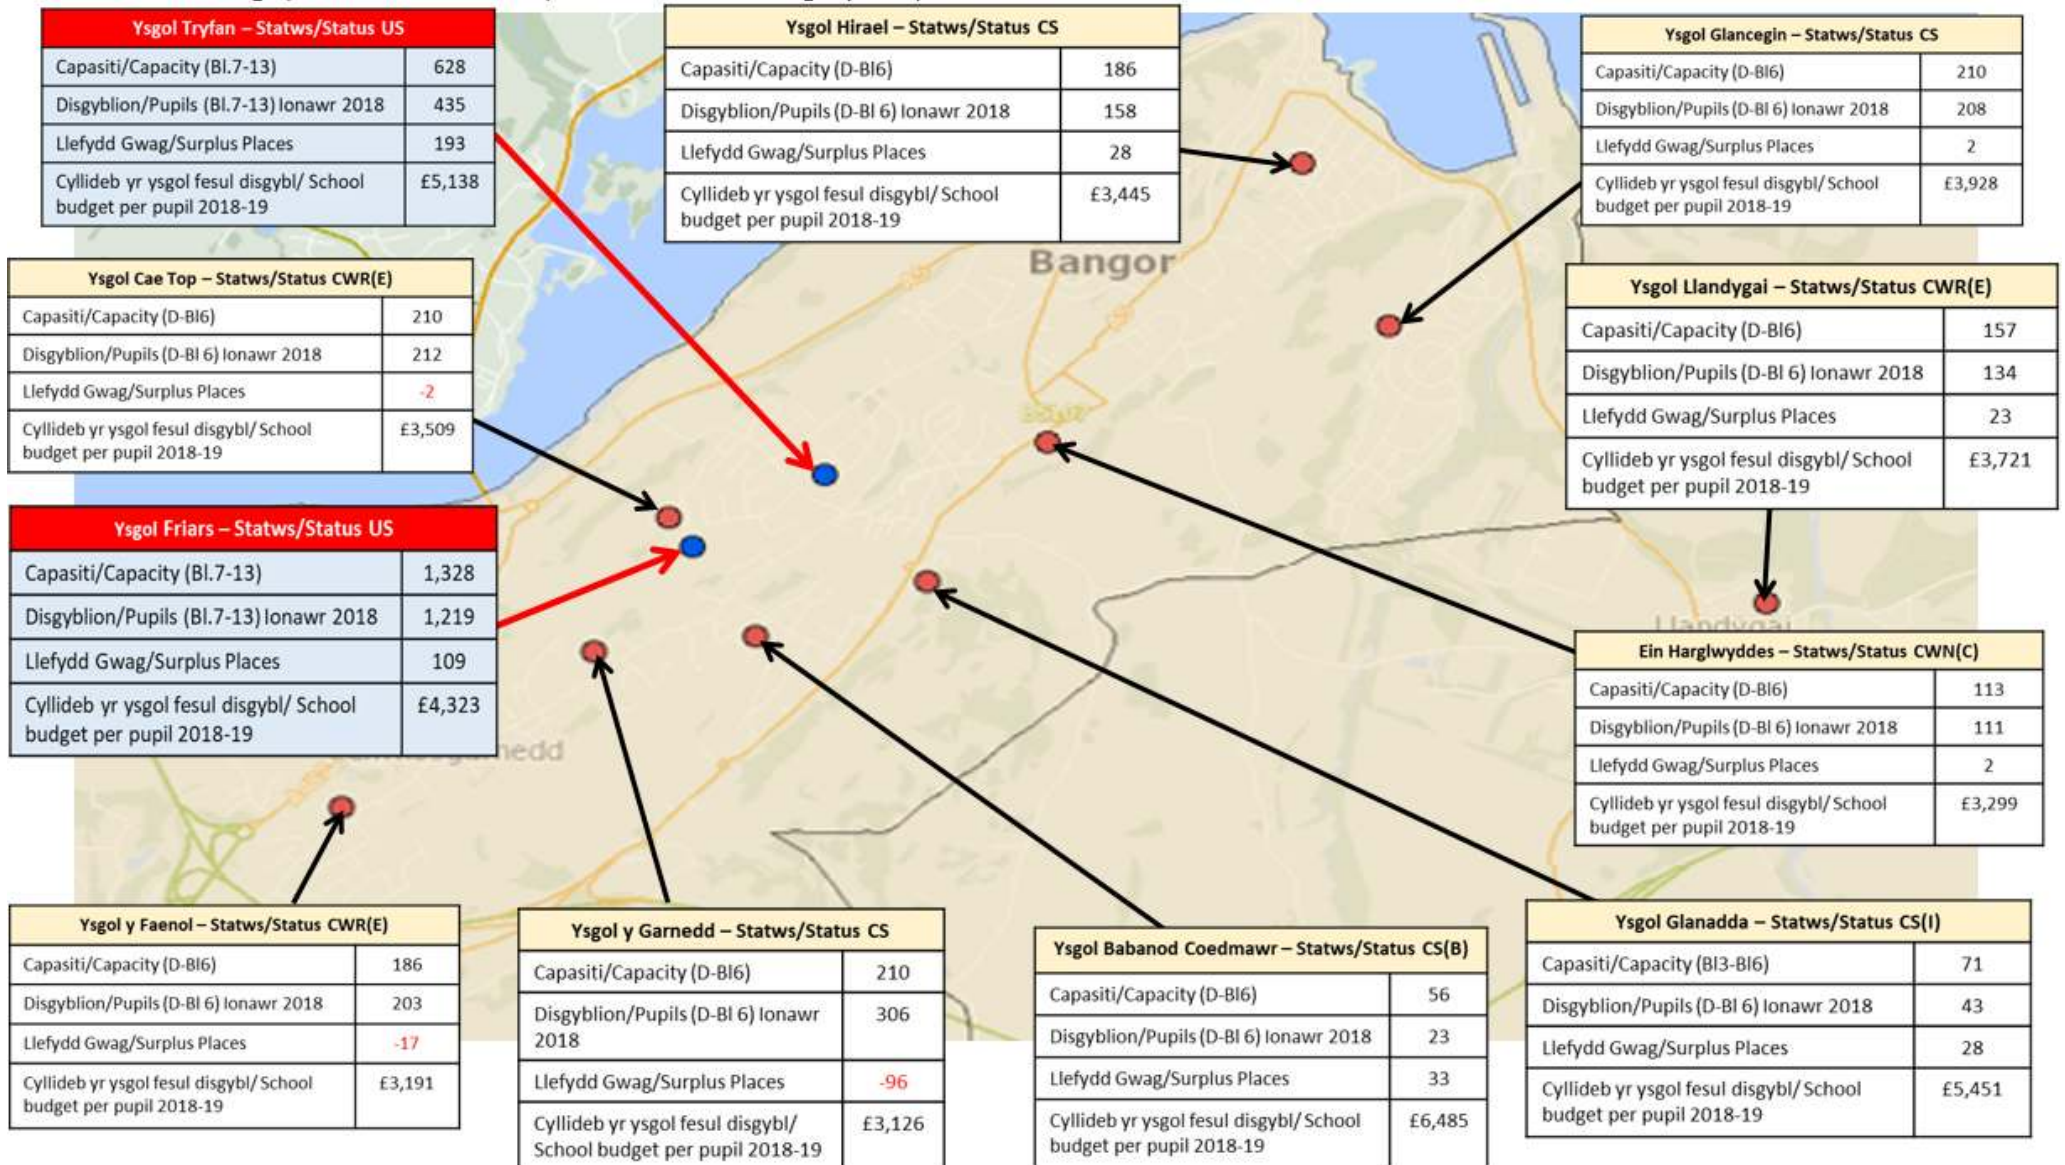 Ysgol Tryfan – Statws/Status US
Capasiti/Capacity (Bl.7-13) 628
Disgyblion/Pupils (Bl.7-13) Ionawr 2018 435
Llefydd Gwag/Surplus Places 193
Cyllideb yr ysgol fesul disgybl/ School £5,138
budget per pupil 2018-19
Ysgol Hirael – Statws/Status CS
Capasiti/Capacity (D-Bl6) 186
Disgyblion/Pupils (D-Bl 6) Ionawr 2018 158
Llefydd Gwag/Surplus Places 28
Cyllideb yr ysgol fesul disgybl/ School £3,445
budget per pupil 2018-19
Ysgol Glancegin – Statws/Status CS
Capasiti/Capacity (D-Bl6) 210
Disgyblion/Pupils (D-Bl 6) Ionawr 2018 208
Llefydd Gwag/Surplus Places 2
Cyllideb yr ysgol fesul disgybl/ School £3,928
budget per pupil 2018-19
Bangor
Ysgol Cae Top – Statws/Status CWR(E)
Capasiti/Capacity (D-Bl6) 210
Disgyblion/Pupils (D-Bl 6) Ionawr 2018 212
Llefydd Gwag/Surplus Places -2
Cyllideb yr ysgol fesul disgybl/ School £3,509
budget per pupil 2018-19
Ysgol Llandygai – Statws/Status CWR(E)
Capasiti/Capacity (D-Bl6) 157
Disgyblion/Pupils (D-Bl 6) Ionawr 2018 134
Llefydd Gwag/Surplus Places 23
Cyllideb yr ysgol fesul disgybl/ School £3,721
budget per pupil 2018-19
Ysgol Friars – Statws/Status US
Capasiti/Capacity (Bl.7-13) 1,328
Disgyblion/Pupils (Bl.7-13) Ionawr 2018 1,219
Llefydd Gwag/Surplus Places 109
Cyllideb yr ysgol fesul disgybl/ School £4,323
budget per pupil 2018-19
Llandygai
Ein Harglwyddes – Statws/Status CWN(C)
Capasiti/Capacity (D-Bl6) 113
Disgyblion/Pupils (D-Bl 6) Ionawr 2018 111
Llefydd Gwag/Surplus Places 2
Cyllideb yr ysgol fesul disgybl/ School £3,299
budget per pupil 2018-19
Ysgol y Faenol – Statws/Status CWR(E)
Capasiti/Capacity (D-Bl6) 186
Disgyblion/Pupils (D-Bl 6) Ionawr 2018 203
Llefydd Gwag/Surplus Places -17
Cyllideb yr ysgol fesul disgybl/ School £3,191
budget per pupil 2018-19
Ysgol y Garnedd – Statws/Status CS
Capasiti/Capacity (D-Bl6) 210
Disgyblion/Pupils (D-Bl 6) Ionawr 306
2018
Llefydd Gwag/Surplus Places -96
Cyllideb yr ysgol fesul disgybl/ £3,126
School budget per pupil 2018-19
Ysgol Babanod Coedmawr – Statws/Status CS(B)
Capasiti/Capacity (D-Bl6) 56
Disgyblion/Pupils (D-Bl 6) Ionawr 2018 23
Llefydd Gwag/Surplus Places 33
Cyllideb yr ysgol fesul disgybl/ School £6,485
budget per pupil 2018-19
Ysgol Glanadda – Statws/Status CS(I)
Capasiti/Capacity (Bl3-Bl6) 71
Disgyblion/Pupils (D-Bl 6) Ionawr 2018 43
Llefydd Gwag/Surplus Places 28
Cyllideb yr ysgol fesul disgybl/ School £5,451
budget per pupil 2018-19